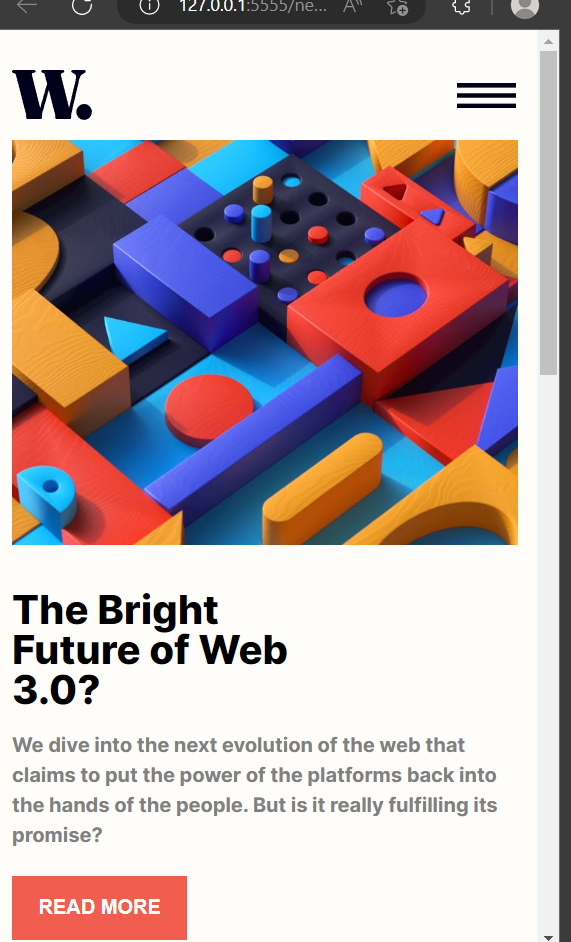 127.0.0.1:5555/ne...
W.
The Bright
Future of Web
3.0?
We dive into the next evolution of the web that
claims to put the power of the platforms back into
the hands of the people. But is it really fulfilling its
promise?
READ MORE